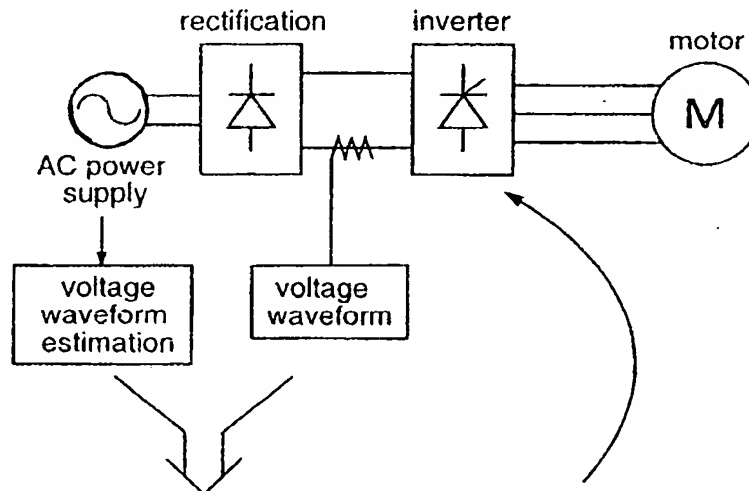 rectification
inverter
motor
M
AC power
supply
voltage
waveform
estimation
voltage
waveform